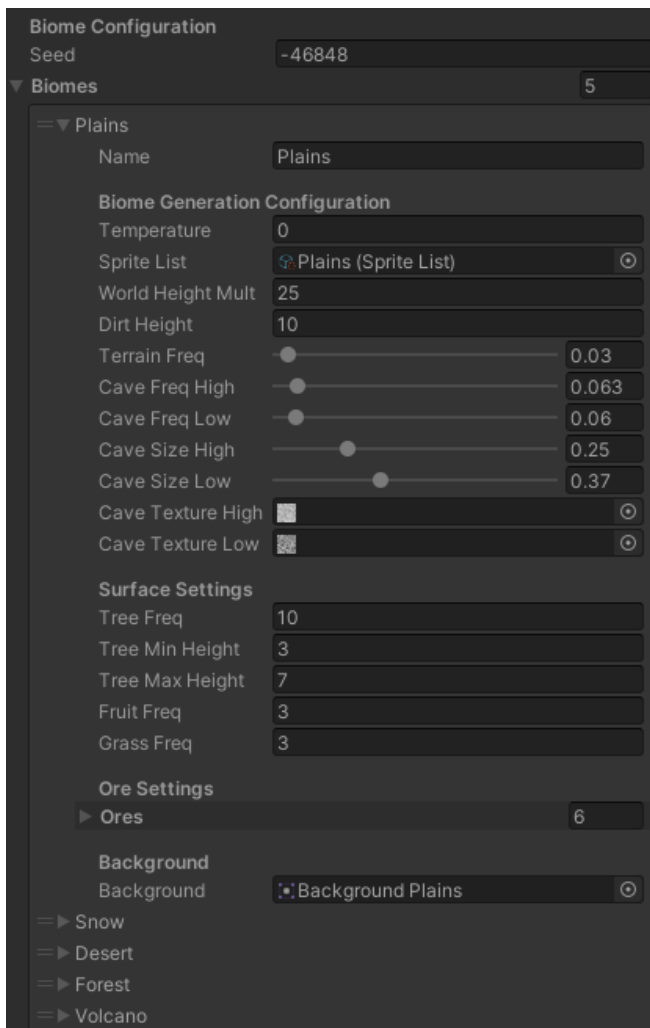 Biome Configuration
Seed -46848
Biomes 5
Plains
Name Plains
Biome Generation Configuration
Temperature 0
Sprite List Plains (Sprite List)
World Height Mult 25
Dirt Height 10
Terrain Freq 0.03
Cave Freq High 0.063
Cave Freq Low 0.06
Cave Size High 0.25
Cave Size Low 0.37
Cave Texture High
Cave Texture Low
Surface Settings
Tree Freq 10
Tree Min Height 3
Tree Max Height 7
Fruit Freq 3
Grass Freq 3
Ore Settings
Ores 6
Background
Background Background Plains
Snow
Desert
Forest
Volcano